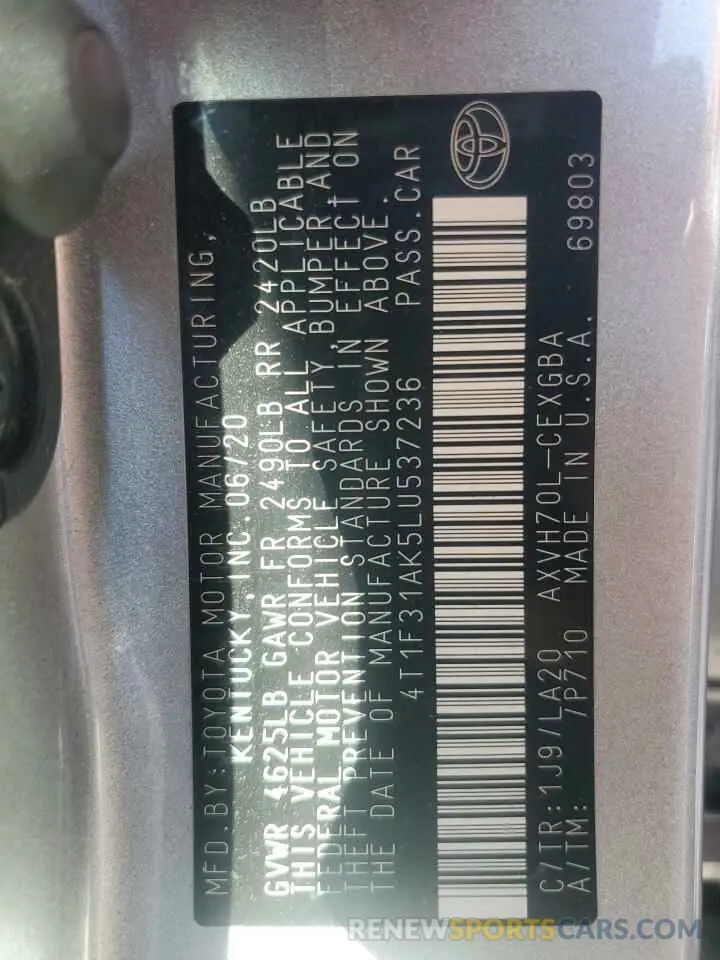 MFD.BY:TOYOTA MOTOR MANUFACTURING,
KENTUCKY,INC.06/20
GVWR 4625LB GAWR FR 2490LB RR 2420LB
THIS VEHICLE CONFORMS TO ALL APPLICABLE
FEDERAL MOTOR VEHICLE SAFETY, BUMPER, AND
THEFT PREVENTION STANDARDS IN EFFECT ON
THE DATE OF MANUFACTURE SHOWN ABOVE.
4T1F31AK5LU537236 PASS.CAR
C/TR:1J9/LA20 AXVH70L-CEXGBA
A/TM: 7P710 MADE IN U.S.A. 69803
RENEWSPORTSCARS.COM